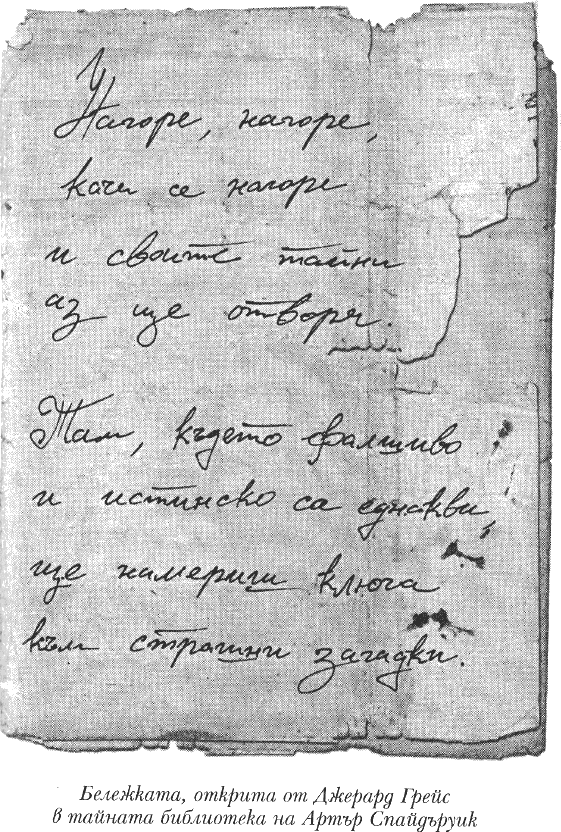 Нагоре, нагоре,
качи се нагоре
и своите тайни
аз ще отворя.
Там, където фалшиво
и истинско са еднакви,
ще намериш ключа
към страшни загадки.
Бележката, открита от Джерард Грейс
в тайната библиотека на Артър Спайдъруик